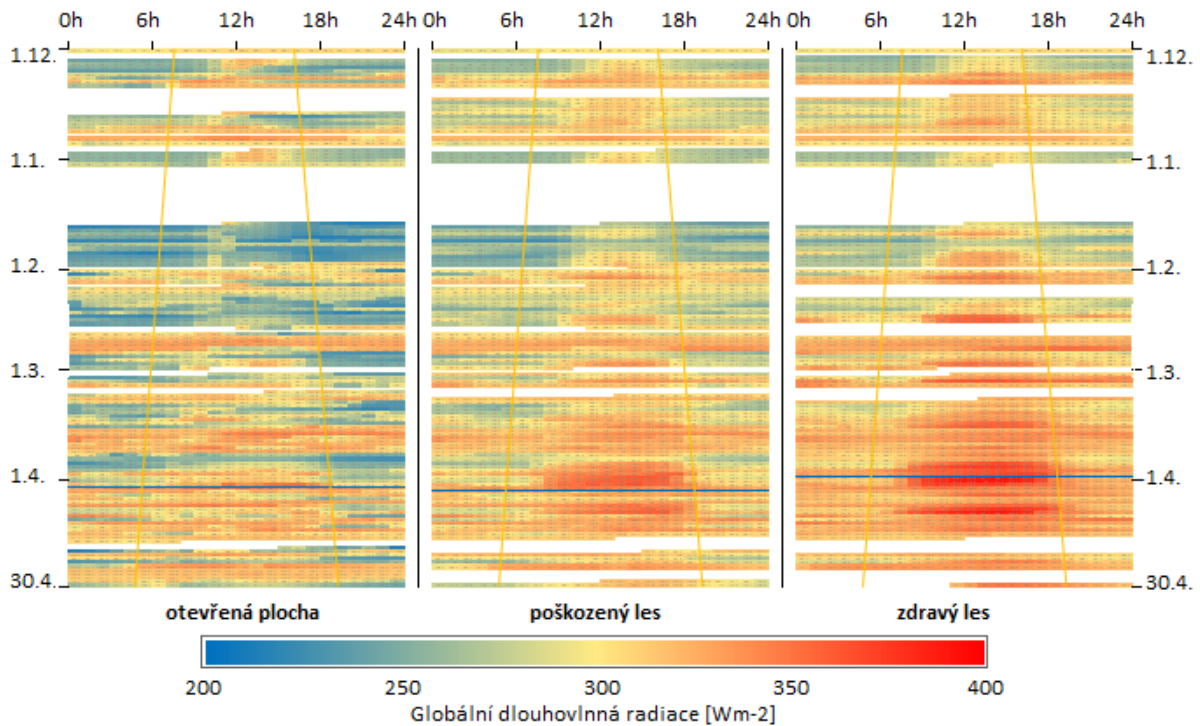 0h 6h 12h 18h 24h 0h 6h 12h 18h 24h 0h 6h 12h 18h 24h
1.12. 1.12.
1.1. 1.1.
1.2. 1.2.
1.3. 1.3.
1.4. 1.4.
30.4. 30.4.
otevřená plocha poškozený les zdravý les
200 250 300 350 400
Globální dlouhovlnná radiace [Wm-2]